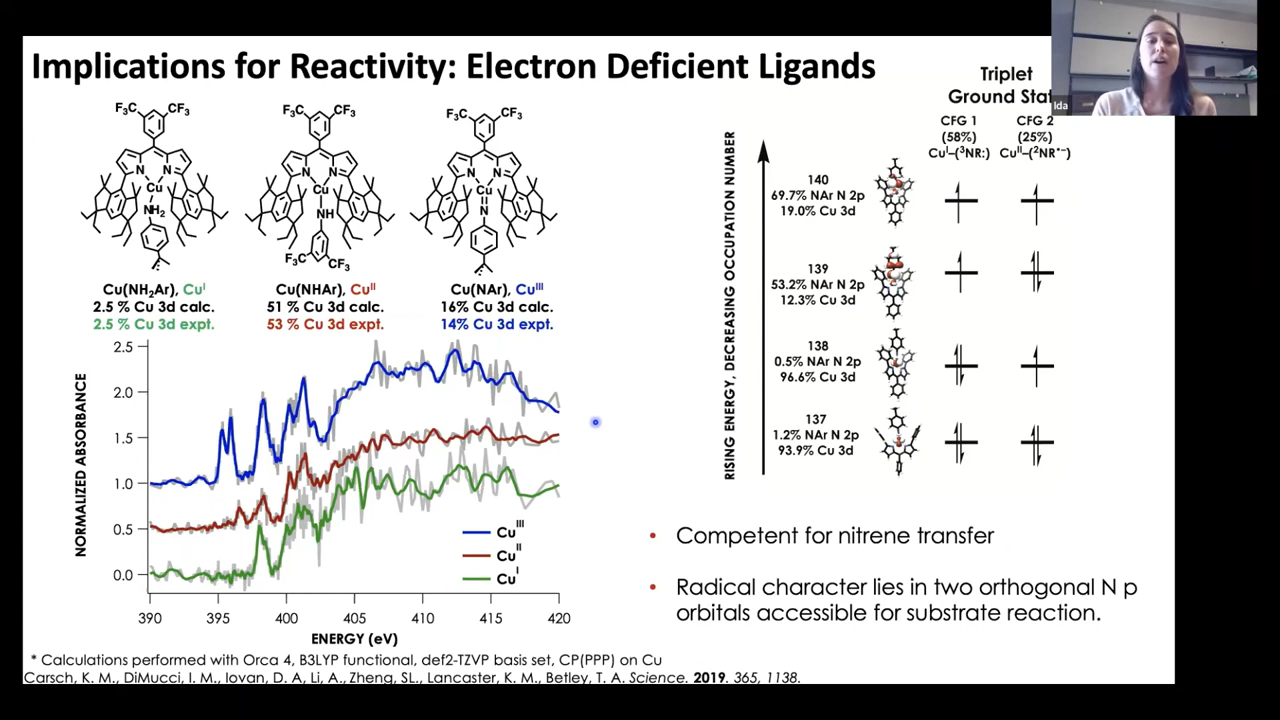 Implications for Reactivity: Electron Deficient Ligands
Ida
F₃C CF₃
N N
Cu
NH₂
F₃C CF₃
N N
Cu
NH
F₃C CF₃
F₃C CF₃
N N
Cu
N
Cu(NH₂Ar), Cuᴵ
2.5 % Cu 3d calc.
2.5 % Cu 3d expt.
Cu(NHAr), Cuᴵᴵ
51 % Cu 3d calc.
53 % Cu 3d expt.
Cu(NAr), Cuᴵᴵᴵ
16% Cu 3d calc.
14% Cu 3d expt.
NORMALIZED ABSORBANCE
2.5
2.0
1.5
1.0
0.5
0.0
390 395 400 405 410 415 420
ENERGY (eV)
Cuᴵᴵᴵ
Cuᴵᴵ
Cuᴵ
Triplet
Ground Stat
CFG 1
(58%)
Cuᴵ–(³NR:)
CFG 2
(25%)
Cuᴵᴵ–(²NR•−)
RISING ENERGY, DECREASING OCCUPATION NUMBER
140
69.7% NAr N 2p
19.0% Cu 3d
139
53.2% NAr N 2p
12.3% Cu 3d
138
0.5% NAr N 2p
96.6% Cu 3d
137
1.2% NAr N 2p
93.9% Cu 3d
• Competent for nitrene transfer
• Radical character lies in two orthogonal N p
orbitals accessible for substrate reaction.
* Calculations performed with Orca 4, B3LYP functional, def2-TZVP basis set, CP(PPP) on Cu
Carsch, K. M., DiMucci, I. M., Iovan, D. A, Li, A., Zheng, SL., Lancaster, K. M., Betley, T. A. Science. 2019. 365, 1138.